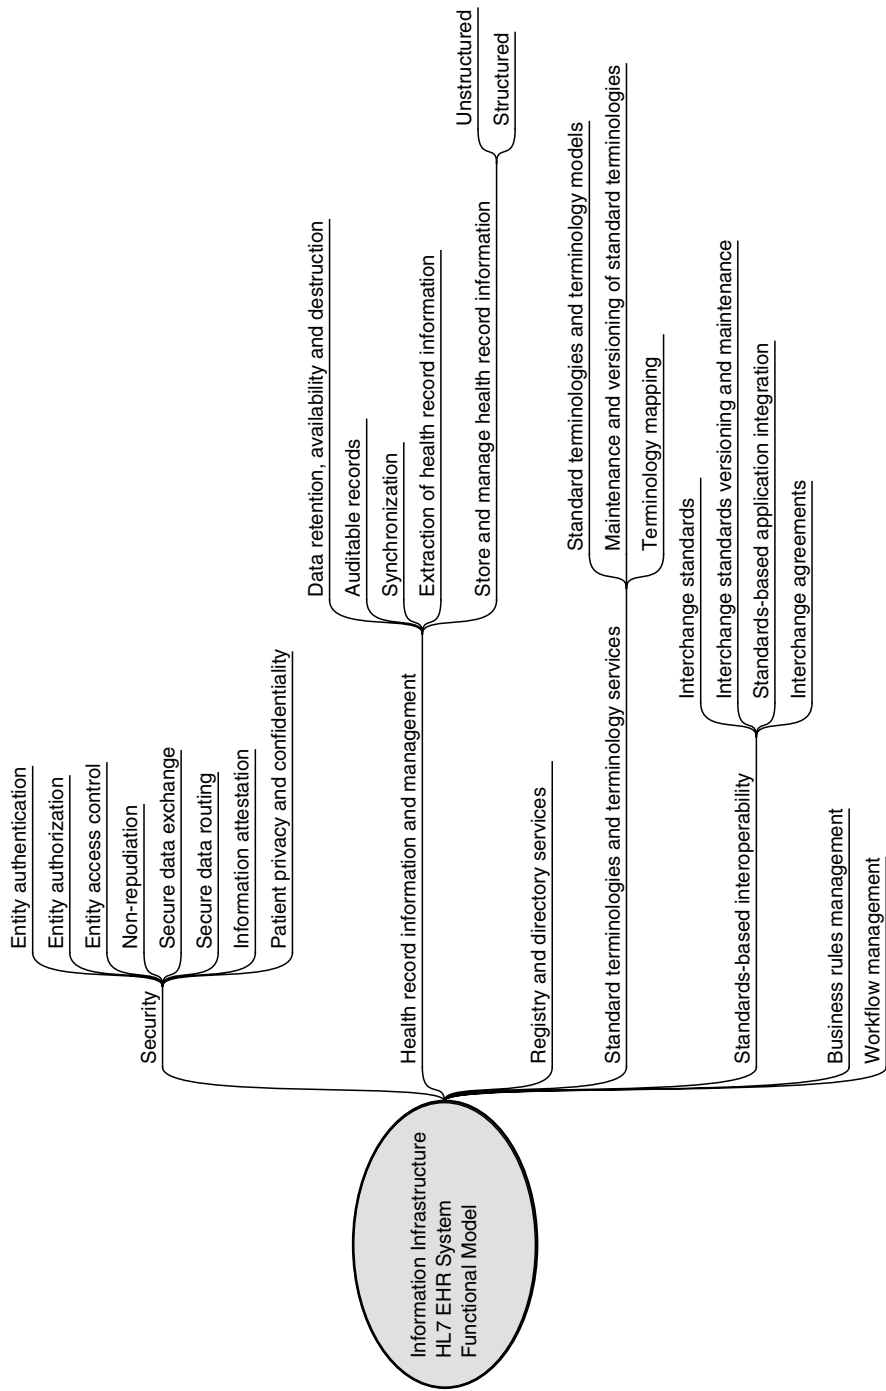 Information Infrastructure
HL7 EHR System
Functional Model
Security
Entity authentication
Entity authorization
Entity access control
Non-repudiation
Secure data exchange
Secure data routing
Information attestation
Patient privacy and confidentiality
Health record information and management
Data retention, availability and destruction
Auditable records
Synchronization
Extraction of health record information
Store and manage health record information
Unstructured
Structured
Registry and directory services
Standard terminologies and terminology services
Standard terminologies and terminology models
Maintenance and versioning of standard terminologies
Terminology mapping
Standards-based interoperability
Interchange standards
Interchange standards versioning and maintenance
Standards-based application integration
Interchange agreements
Business rules management
Workflow management